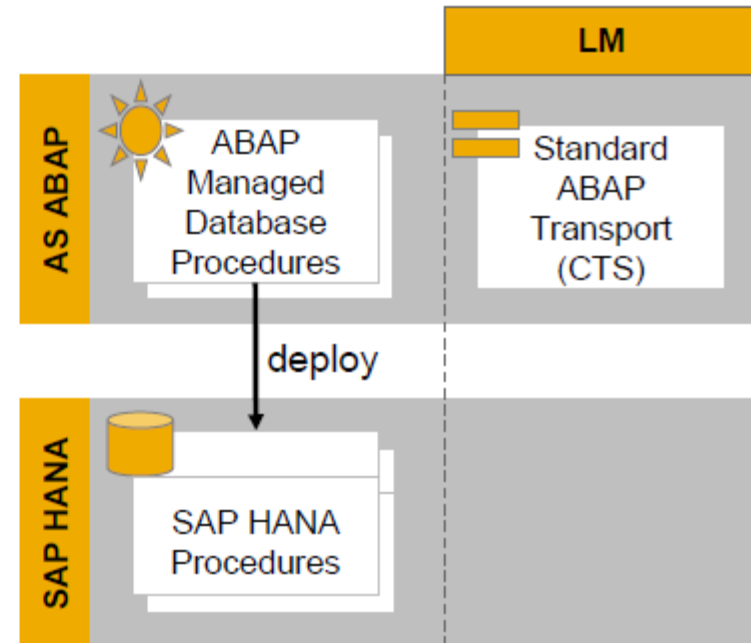 LM
AS ABAP
ABAP
Managed
Database
Procedures
Standard
ABAP
Transport
(CTS)
deploy
SAP HANA
SAP HANA
Procedures